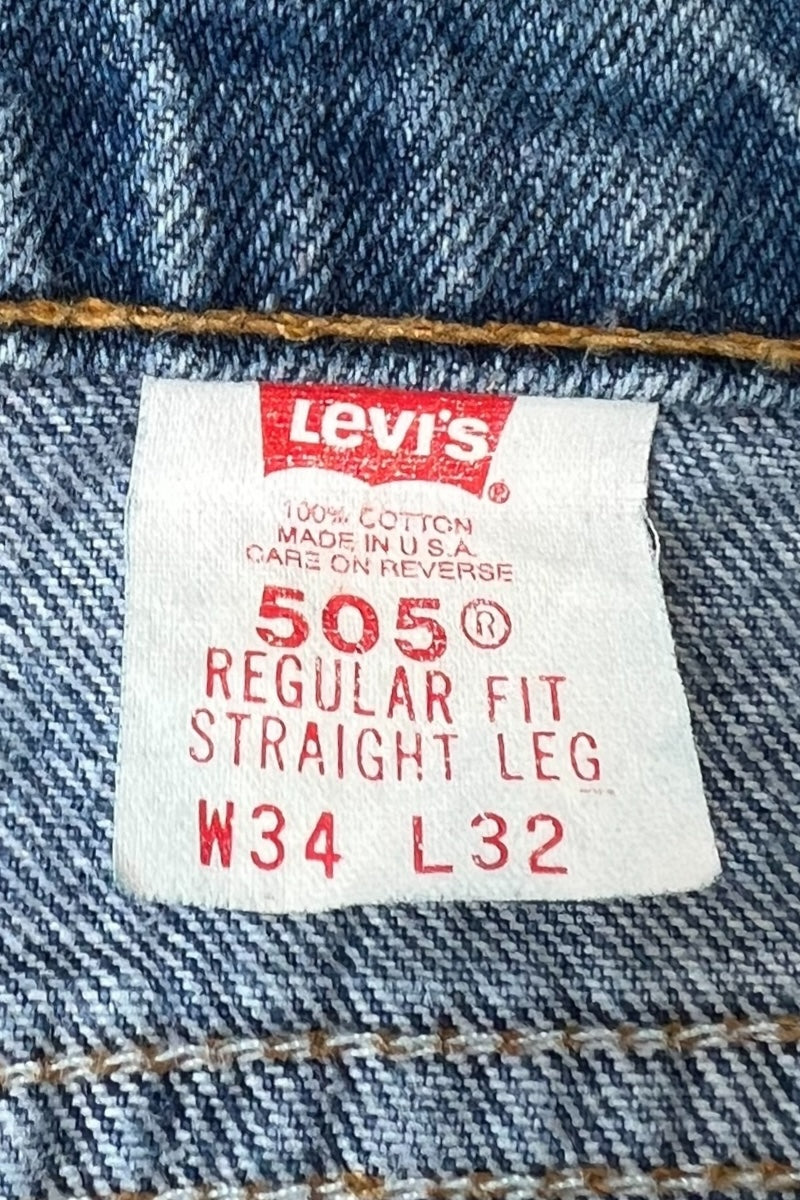 Levi's
®
100% COTTON
MADE IN U.S.A.
CARE ON REVERSE
505®
REGULAR FIT
STRAIGHT LEG
W34 L32